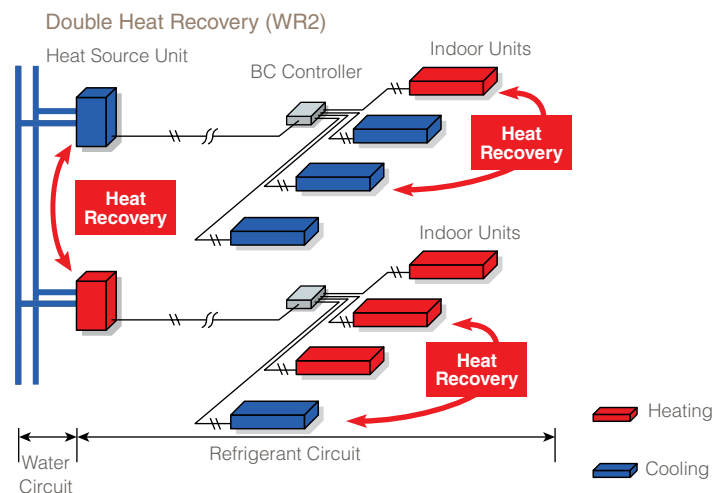 Double Heat Recovery (WR2)
Heat Source Unit
BC Controller
Indoor Units
Heat
Recovery
Heat
Recovery
Indoor Units
Heat
Recovery
Heating
Cooling
Water
Circuit
Refrigerant Circuit